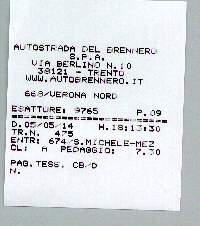 AUTOSTRADA DEL BRENNERO
S.P.A.
VIA BERLINO N.10
38121 - TRENTO
WWW.AUTOBRENNERO.IT
668/VERONA NORD
ESATTORE: 9765 P.09
D.05/05/14 H.18:13:30
TR.N. 475
ENTR: 674/S.MICHELE-MEZ
CL: A PEDAGGIO: 7.30
PAG.TESS. CB/D
N.